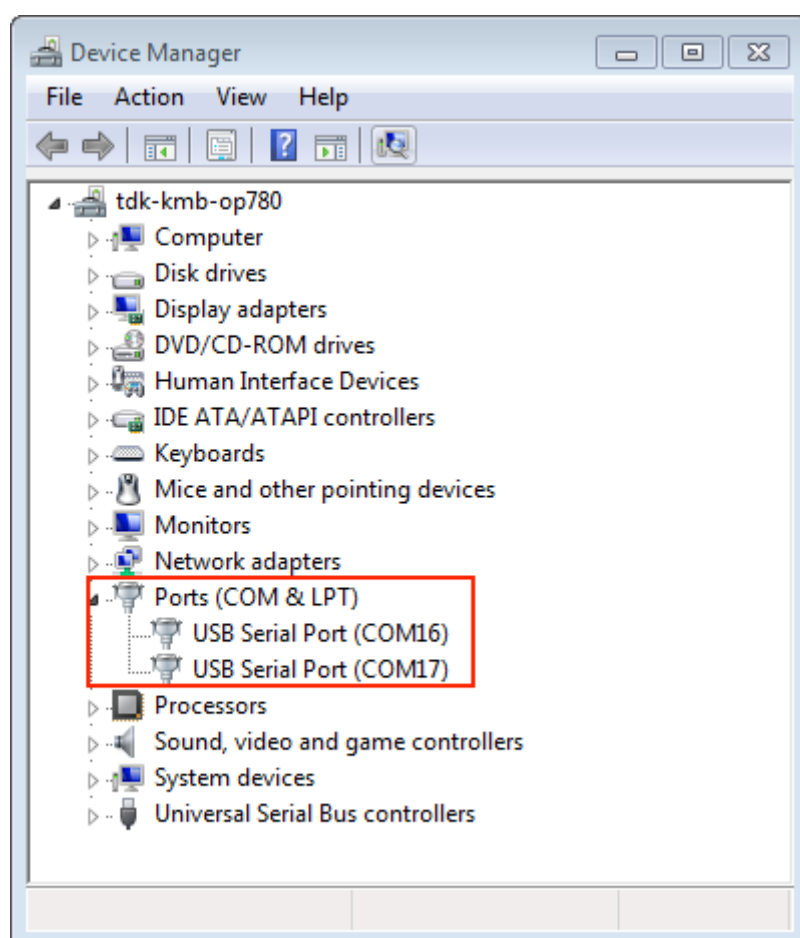 Device Manager
File Action View Help
tdk-kmb-op780
Computer
Disk drives
Display adapters
DVD/CD-ROM drives
Human Interface Devices
IDE ATA/ATAPI controllers
Keyboards
Mice and other pointing devices
Monitors
Network adapters
Ports (COM & LPT)
USB Serial Port (COM16)
USB Serial Port (COM17)
Processors
Sound, video and game controllers
System devices
Universal Serial Bus controllers